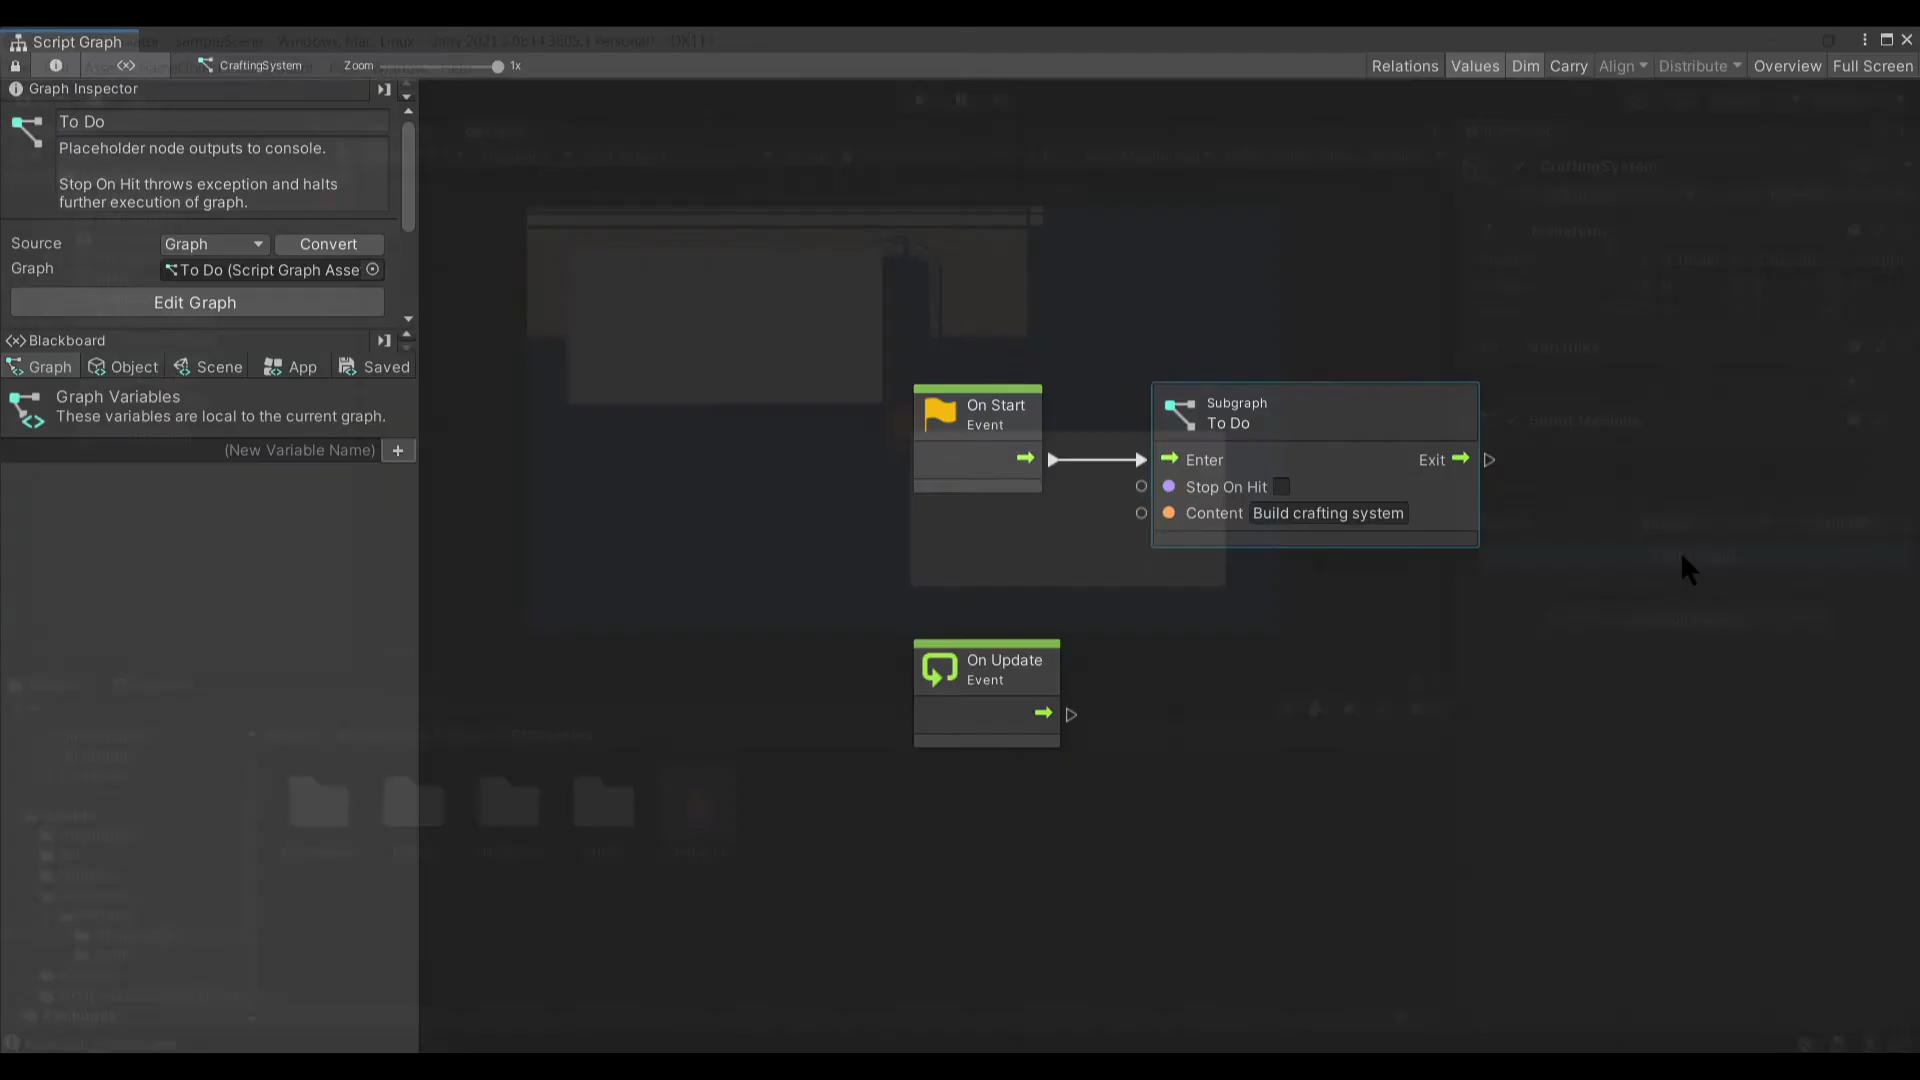 Script Graph
CraftingSystem
Zoom
1x
Relations
Values
Dim
Carry
Align
Distribute
Overview
Full Screen
Graph Inspector
To Do
Placeholder node outputs to console.
Stop On Hit throws exception and halts
further execution of graph.
Source
Graph
Convert
Graph
To Do (Script Graph Asse
Edit Graph
Blackboard
Graph
Object
Scene
App
Saved
Graph Variables
These variables are local to the current graph.
(New Variable Name)
+
On Start
Event
Subgraph
To Do
Enter
Exit
Stop On Hit
Content
Build crafting system
On Update
Event
CraftingSystem